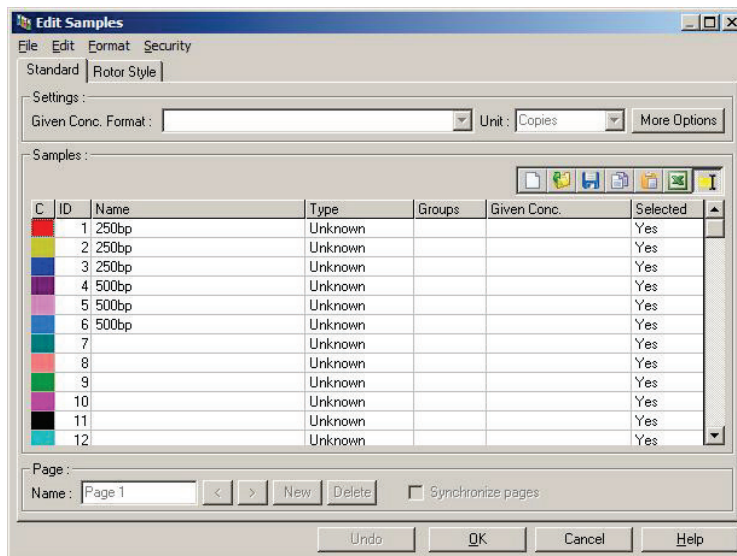 Edit Samples
File Edit Format Security
Standard Rotor Style
Settings :
Given Conc. Format : Unit : Copies More Options
Samples :
C ID Name Type Groups Given Conc. Selected
1 250bp Unknown Yes
2 250bp Unknown Yes
3 250bp Unknown Yes
4 500bp Unknown Yes
5 500bp Unknown Yes
6 500bp Unknown Yes
7 Unknown Yes
8 Unknown Yes
9 Unknown Yes
10 Unknown Yes
11 Unknown Yes
12 Unknown Yes
Page :
Name : Page 1 < > New Delete Synchronize pages
Undo OK Cancel Help